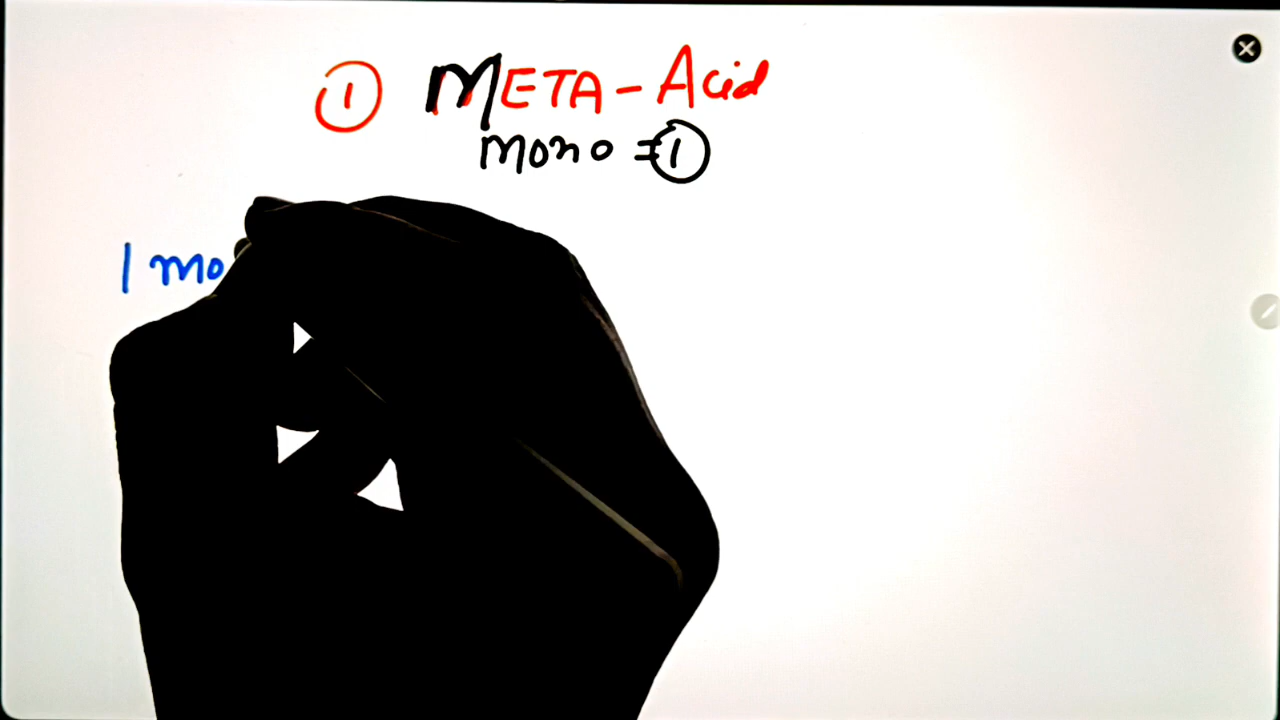 ① META-Acid
mono = ①
1 mo